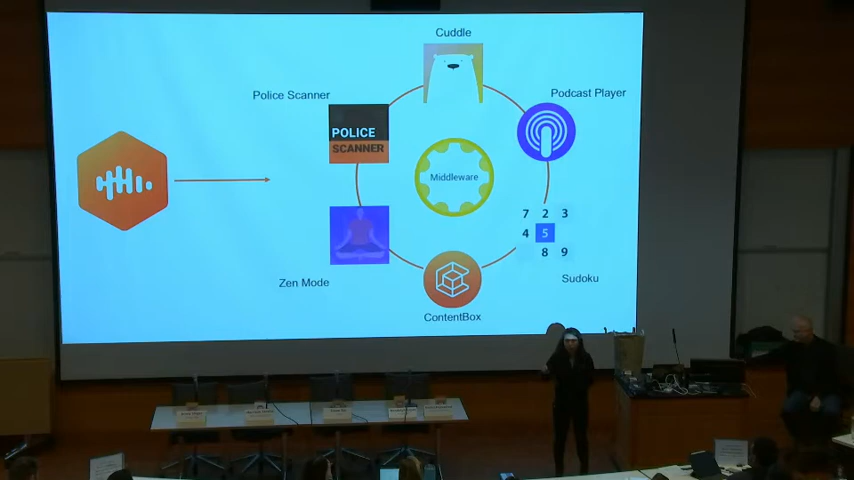 Cuddle
Police Scanner
Podcast Player
POLICE
SCANNER
Middleware
7 2 3
4 5
8 9
Zen Mode
Sudoku
ContentBox